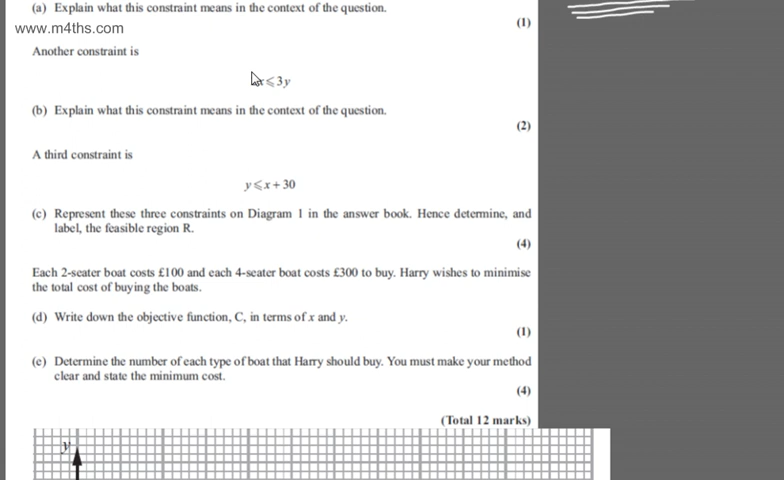 (a) Explain what this constraint means in the context of the question.
(1)
www.m4ths.com
Another constraint is
x ⩽ 3y
(b) Explain what this constraint means in the context of the question.
(2)
A third constraint is
y ⩽ x + 30
(c) Represent these three constraints on Diagram 1 in the answer book. Hence determine, and
label, the feasible region R.
(4)
Each 2-seater boat costs £100 and each 4-seater boat costs £300 to buy. Harry wishes to minimise
the total cost of buying the boats.
(d) Write down the objective function, C, in terms of x and y.
(1)
(e) Determine the number of each type of boat that Harry should buy. You must make your method
clear and state the minimum cost.
(4)
(Total 12 marks)
y